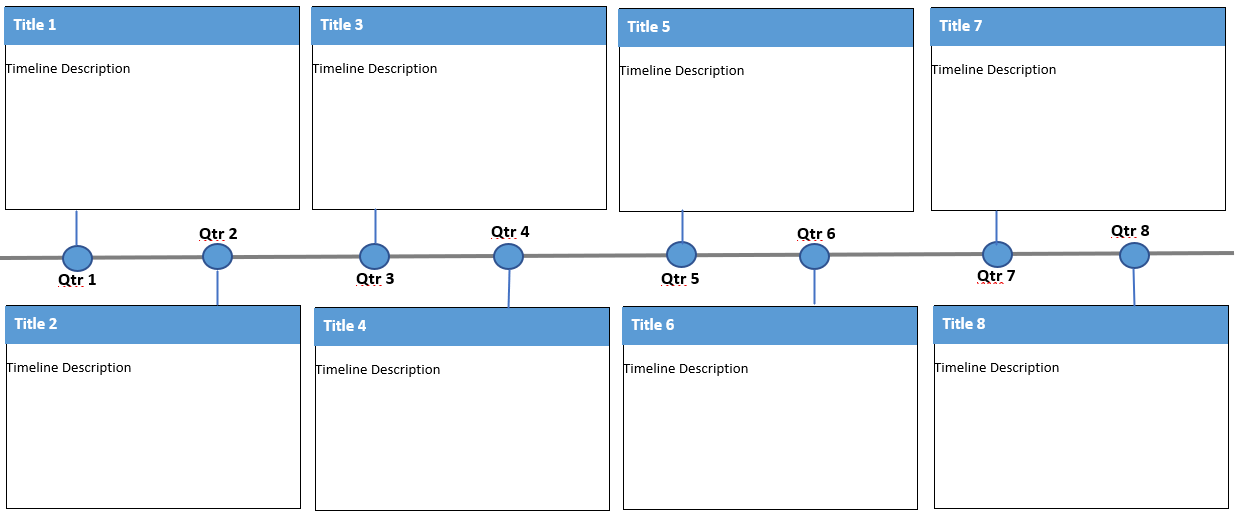 Title 1
Timeline Description
Title 3
Timeline Description
Title 5
Timeline Description
Title 7
Timeline Description
Qtr 1
Qtr 2
Qtr 3
Qtr 4
Qtr 5
Qtr 6
Qtr 7
Qtr 8
Title 2
Timeline Description
Title 4
Timeline Description
Title 6
Timeline Description
Title 8
Timeline Description